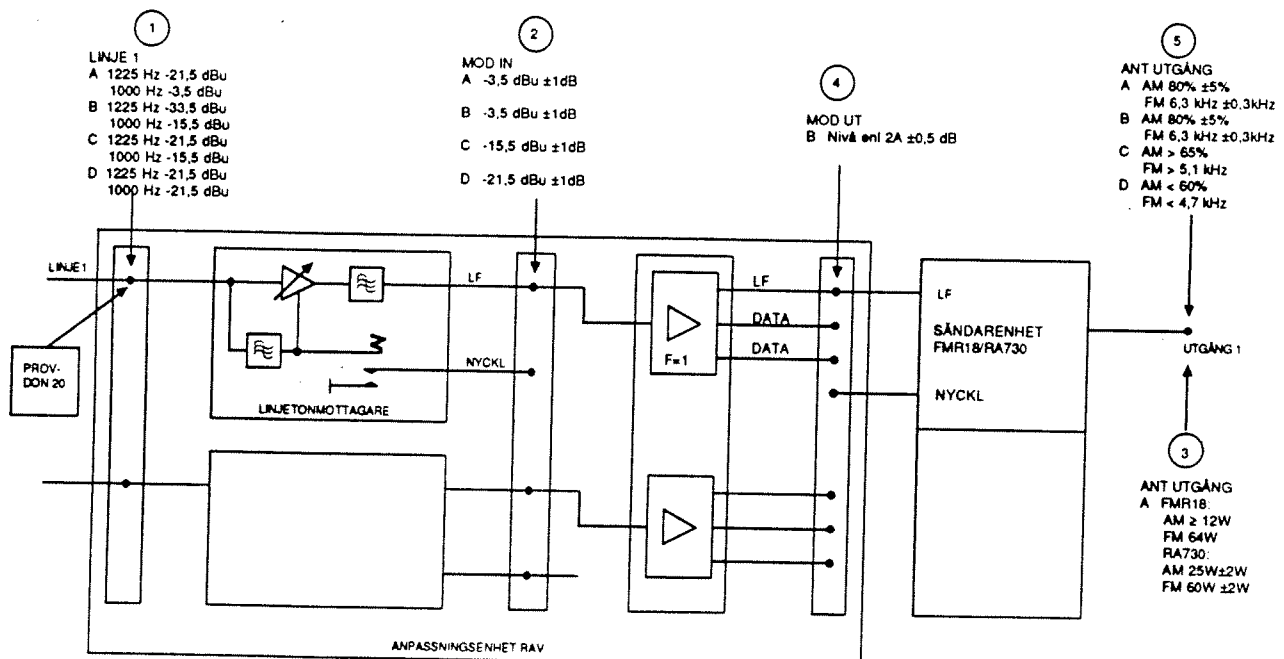 1
LINJE 1
A 1225 Hz -21,5 dBu
1000 Hz -3,5 dBu
B 1225 Hz -33,5 dBu
1000 Hz -15,5 dBu
C 1225 Hz -21,5 dBu
1000 Hz -15,5 dBu
D 1225 Hz -21,5 dBu
1000 Hz -21,5 dBu
2
MOD IN
A -3,5 dBu ±1dB
B -3,5 dBu ±1dB
C -15,5 dBu ±1dB
D -21,5 dBu ±1dB
4
MOD UT
B Nivå enl 2A ±0,5 dB
5
ANT UTGÅNG
A AM 80% ±5%
FM 6,3 kHz ±0,3kHz
B AM 80% ±5%
FM 6,3 kHz ±0,3kHz
C AM > 65%
FM > 5,1 kHz
D AM < 60%
FM < 4,7 kHz
LINJE1
PROV-
DON 20
LF
NYCKL
LINJETONMOTTAGARE
F=1
LF
DATA
DATA
LF
SÄNDARENHET
FMR18/RA730
NYCKL
UTGÅNG 1
3
ANT UTGÅNG
A FMR18:
AM ≥ 12W
FM 64W
RA730:
AM 25W±2W
FM 60W ±2W
ANPASSNINGSENHET RAV